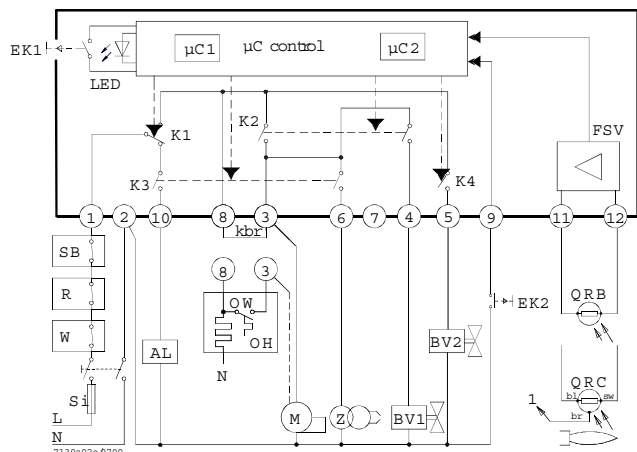 µC1
µC control
µC2
EK1
LED
FSV
K1
K2
K3
K4
1
2
10
8
3
6
7
4
5
9
11
12
kbr
SB
R
W
Si
L
N
AL
8
3
OW
OH
N
M
Z
BV1
BV2
EK2
QRB
QRC
bl
sw
br
1